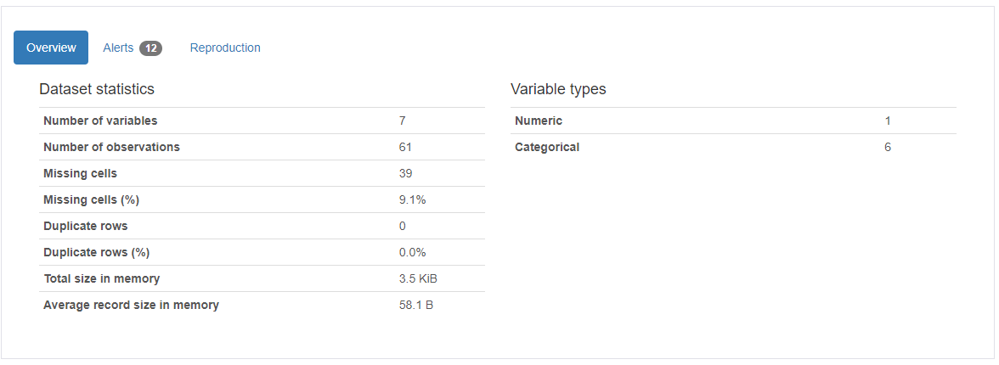 Overview Alerts 12 Reproduction
Dataset statistics
Number of variables 7
Number of observations 61
Missing cells 39
Missing cells (%) 9.1%
Duplicate rows 0
Duplicate rows (%) 0.0%
Total size in memory 3.5 KiB
Average record size in memory 58.1 B
Variable types
Numeric 1
Categorical 6